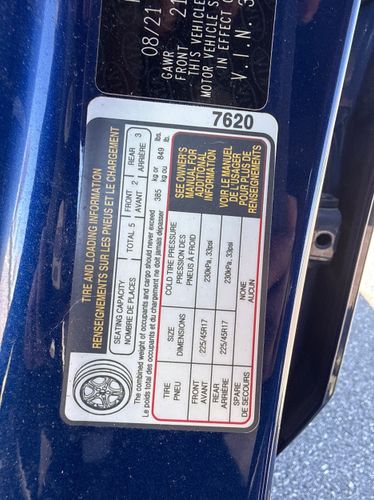 08/21
GAWR
FRONT 21
THIS VEHICLE
MOTOR VEHICLE S
IN EFFECT O
V.I.N. 3
7620
TIRE AND LOADING INFORMATION
RENSEIGNEMENTS SUR LES PNEUS ET LE CHARGEMENT
SEATING CAPACITY
NOMBRE DE PLACES
TOTAL 5
FRONT
AVANT 2
REAR
ARRIÈRE 3
The combined weight of occupants and cargo should never exceed
Le poids total des occupants et du chargement ne doit jamais dépasser
385 kg or 849 lbs.
kg ou lb.
TIRE
PNEU
SIZE
DIMENSIONS
COLD TIRE PRESSURE
PRESSION DES
PNEUS À FROID
FRONT
AVANT
225/45R17
230kPa, 33psi
REAR
ARRIÈRE
225/45R17
230kPa, 33psi
SPARE
DE SECOURS
NONE
AUCUN
SEE OWNER'S
MANUAL FOR
ADDITIONAL
INFORMATION
VOIR LE MANUEL
DE L'USAGER
POUR PLUS DE
RENSEIGNEMENTS